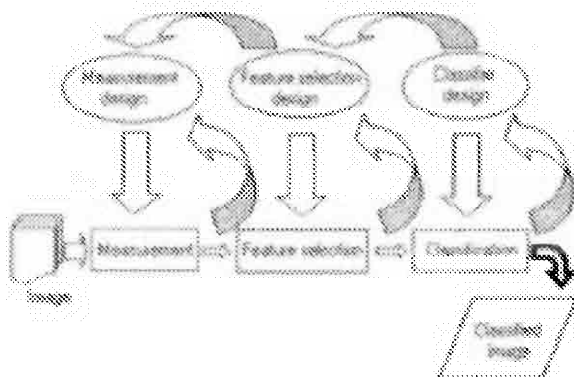 Measurement
design
Feature selection
design
Classifier
design
Measurement
Feature selection
Classification
Image
Classified
image